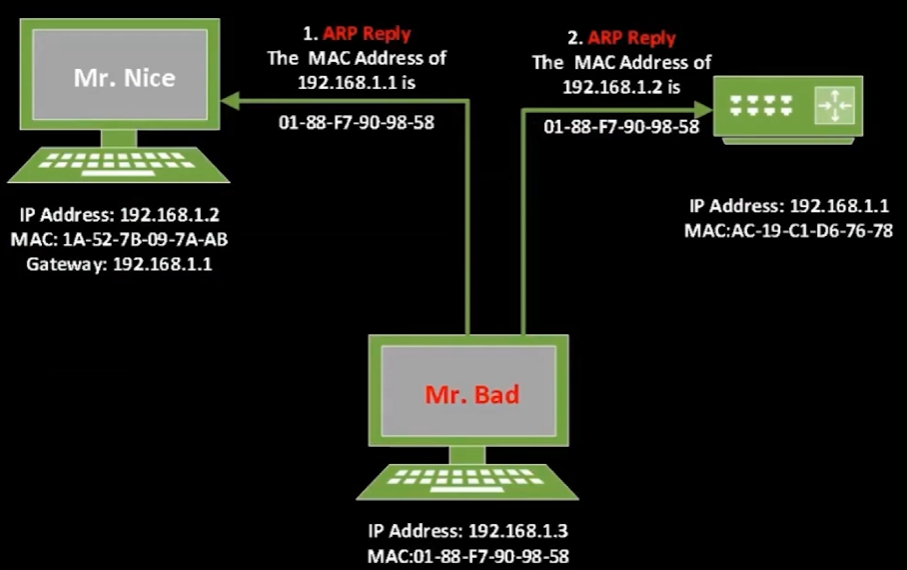 Mr. Nice
1. ARP Reply
The MAC Address of
192.168.1.1 is
01-88-F7-90-98-58
2. ARP Reply
The MAC Address of
192.168.1.2 is
01-88-F7-90-98-58
IP Address: 192.168.1.2
MAC: 1A-52-7B-09-7A-AB
Gateway: 192.168.1.1
IP Address: 192.168.1.1
MAC:AC-19-C1-D6-76-78
Mr. Bad
IP Address: 192.168.1.3
MAC:01-88-F7-90-98-58